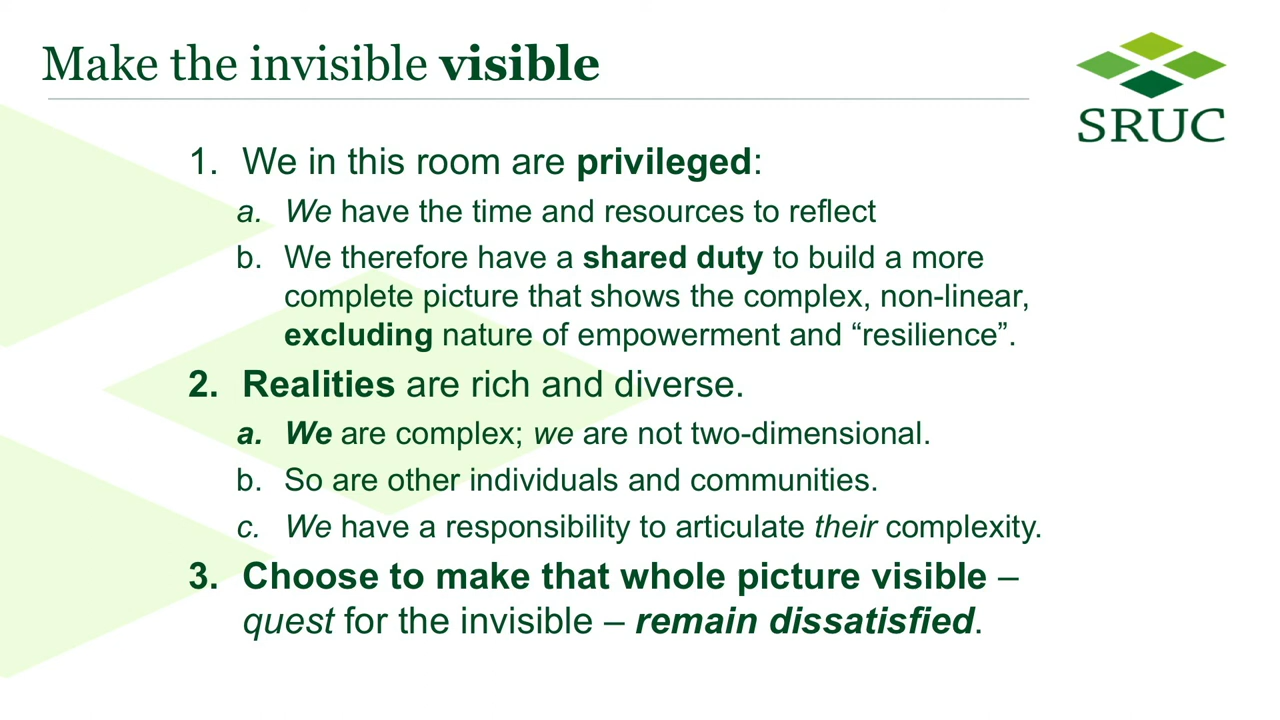 Make the invisible visible
SRUC
1. We in this room are privileged:
a. We have the time and resources to reflect
b. We therefore have a shared duty to build a more
complete picture that shows the complex, non-linear,
excluding nature of empowerment and “resilience”.
2. Realities are rich and diverse.
a. We are complex; we are not two-dimensional.
b. So are other individuals and communities.
c. We have a responsibility to articulate their complexity.
3. Choose to make that whole picture visible –
quest for the invisible – remain dissatisfied.